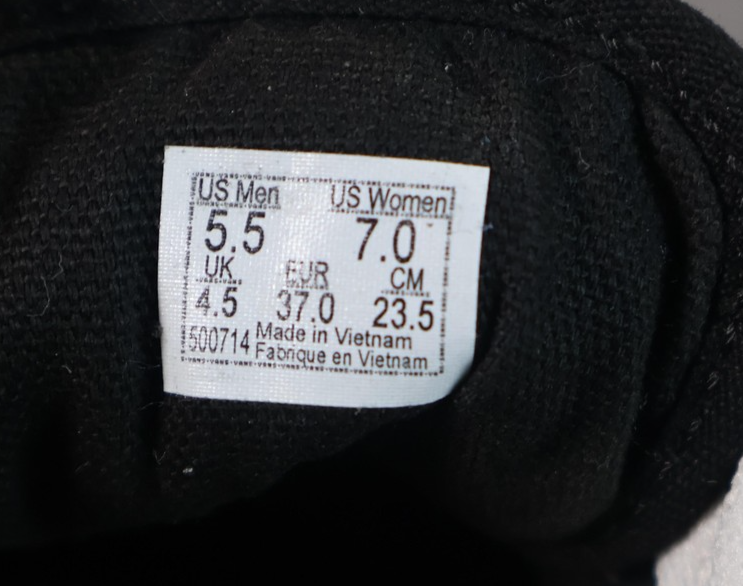 US Men US Women
5.5 7.0
UK EUR CM
4.5 37.0 23.5
500714 Made in Vietnam
Fabrique en Vietnam